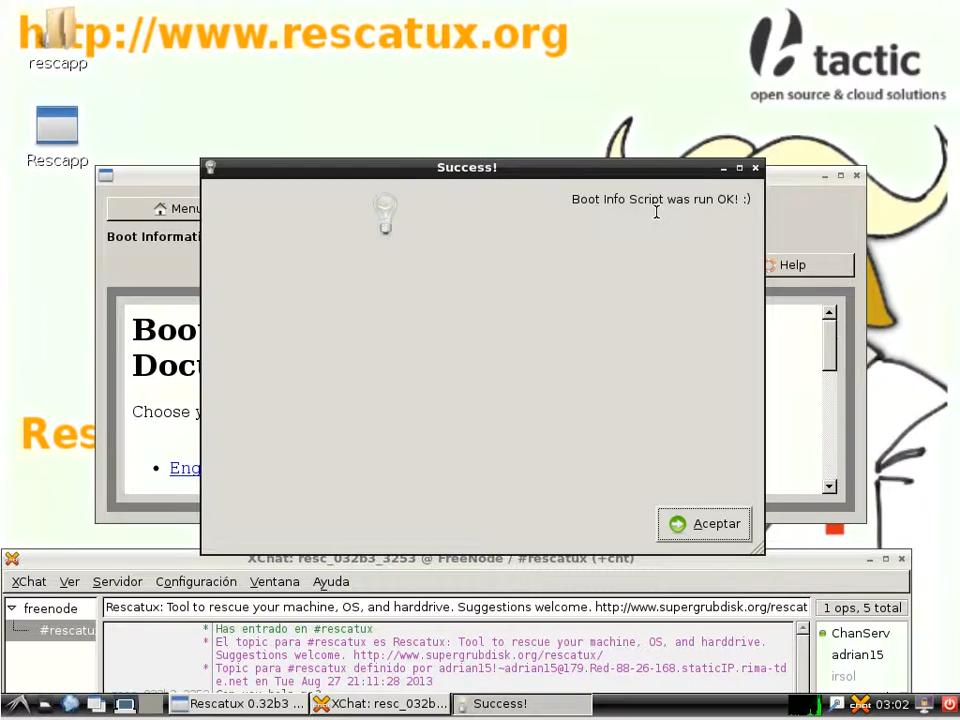 http://www.rescatux.org
rescapp
tactic
open source & cloud solutions
Rescapp
Success!
Menu
Boot Info Script was run OK! :)
Boot Informati
Help
Boo
Docu
Choose y
Res
Eng
Aceptar
XChat: resc_032b3_3253 @ FreeNode / #rescatux (+cnt)
XChat Ver Servidor Configuración Ventana Ayuda
freenode
Rescatux: Tool to rescue your machine, OS, and harddrive. Suggestions welcome. http://www.supergrubdisk.org/rescat
1 ops, 5 total
#rescatu
* Has entrado en #rescatux
* El topic para #rescatux es Rescatux: Tool to rescue your machine, OS, and harddrive.
Suggestions welcome. http://www.supergrubdisk.org/rescatux/
* Topic para #rescatux definido por adrian15!~adrian15@179.Red-88-26-168.staticIP.rima-td
e.net en Tue Aug 27 21:11:28 2013
ChanServ
adrian15
irsol
Rescatux 0.32b3 ...
XChat: resc_032b...
Success!
chat
03:02